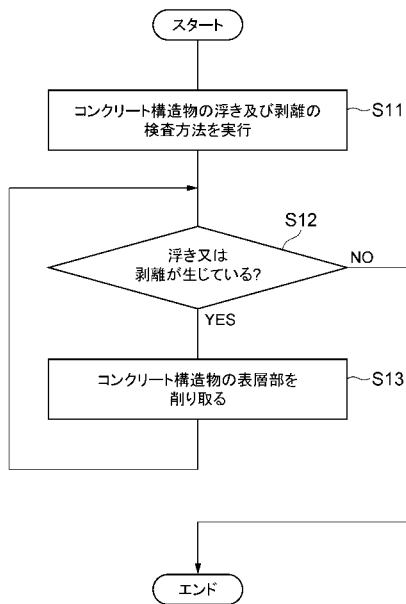 スタート
コンクリート構造物の浮き及び剥離の
検査方法を実行
S11
S12
浮き又は
剥離が生じている?
NO
YES
コンクリート構造物の表層部を
削り取る
S13
エンド